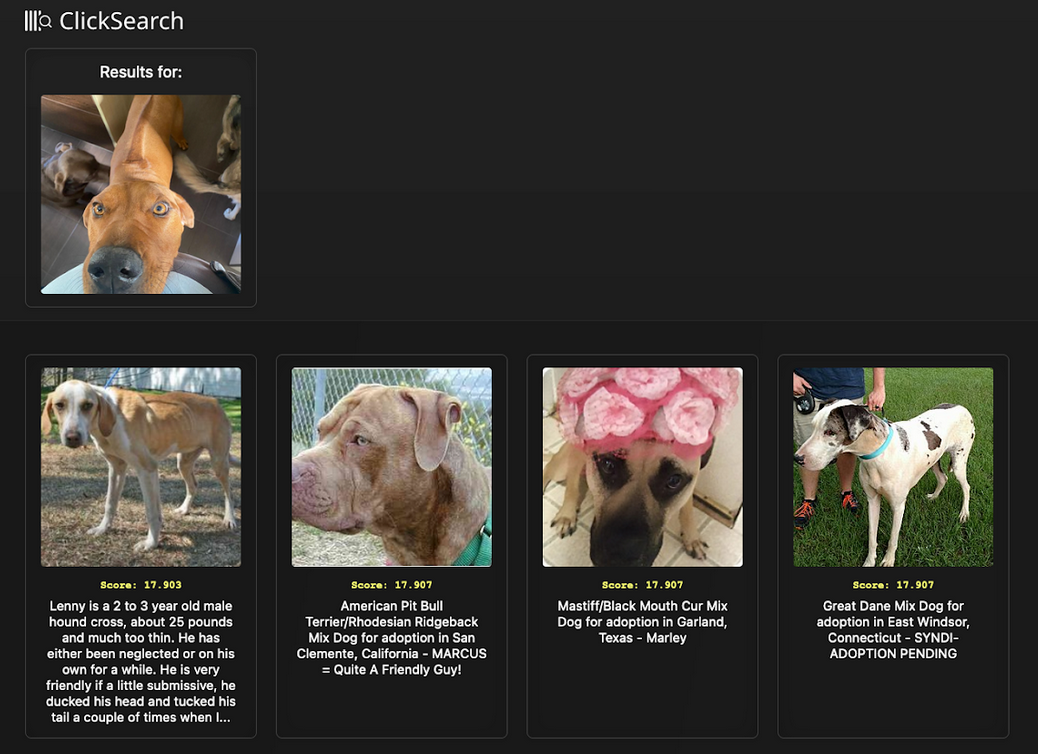 ClickSearch
Results for:
Score: 17.903
Lenny is a 2 to 3 year old male
hound cross, about 25 pounds
and much too thin. He has
either been neglected or on his
own for a while. He is very
friendly if a little submissive, he
ducked his head and tucked his
tail a couple of times when I...
Score: 17.907
American Pit Bull
Terrier/Rhodesian Ridgeback
Mix Dog for adoption in San
Clemente, California - MARCUS
= Quite A Friendly Guy!
Score: 17.907
Mastiff/Black Mouth Cur Mix
Dog for adoption in Garland,
Texas - Marley
Score: 17.907
Great Dane Mix Dog for
adoption in East Windsor,
Connecticut - SYNDI-
ADOPTION PENDING